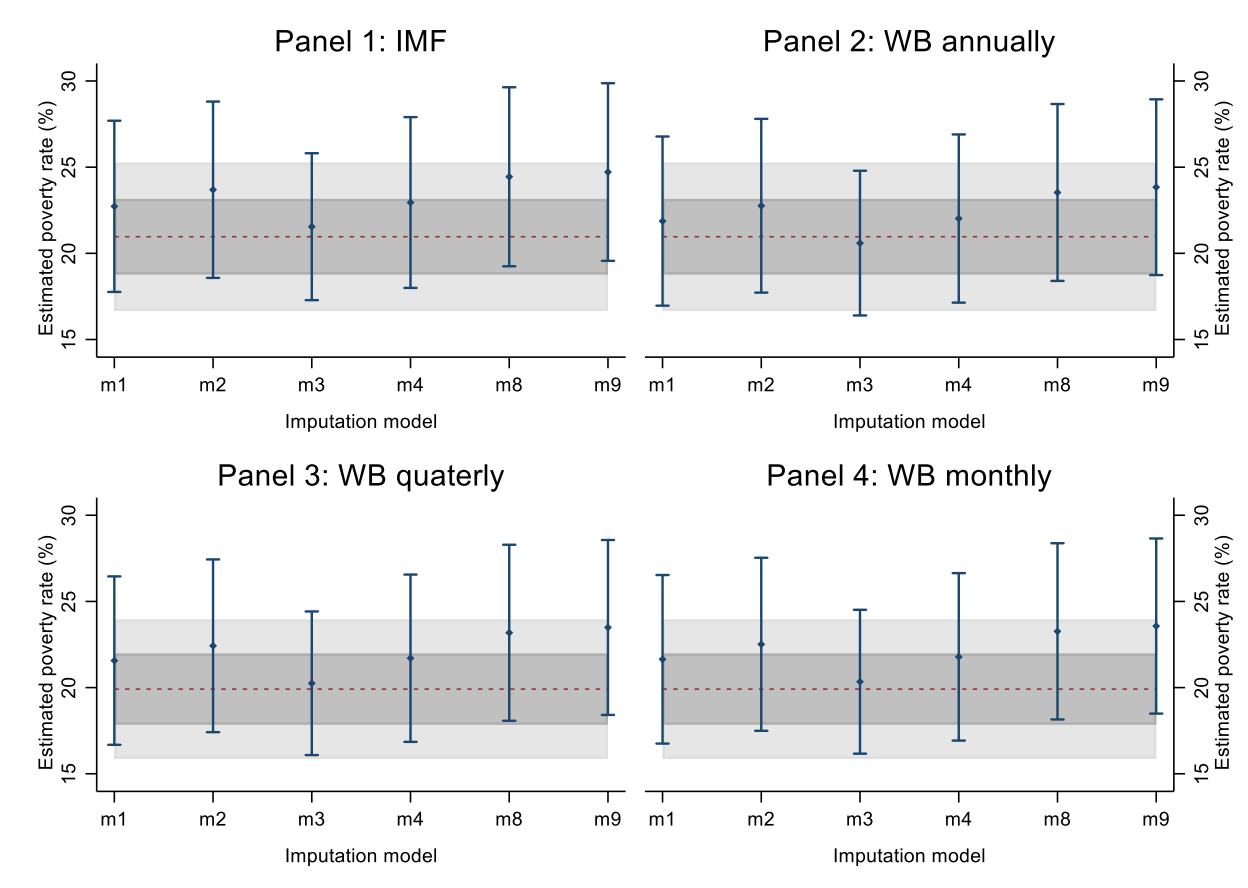 Panel 1: IMF
Estimated poverty rate (%)
30
25
20
15
m1 m2 m3 m4 m8 m9
Imputation model
Panel 2: WB annually
30
25
20
15
Estimated poverty rate (%)
m1 m2 m3 m4 m8 m9
Imputation model
Panel 3: WB quaterly
Estimated poverty rate (%)
30
25
20
15
m1 m2 m3 m4 m8 m9
Imputation model
Panel 4: WB monthly
30
25
20
15
Estimated poverty rate (%)
m1 m2 m3 m4 m8 m9
Imputation model